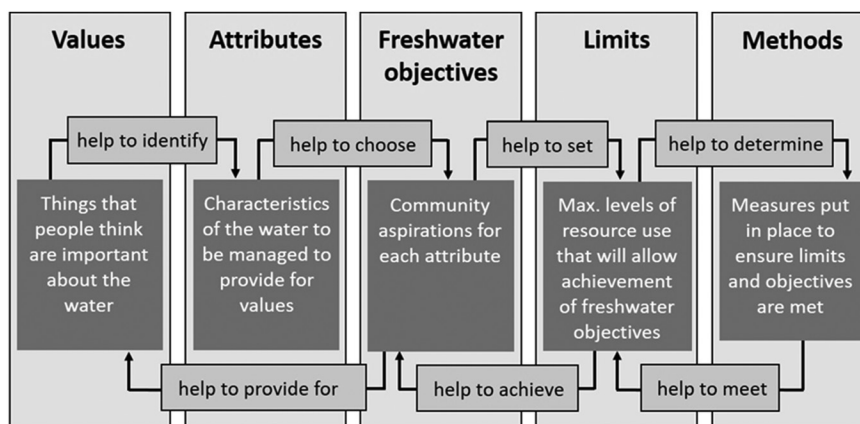 Values
Attributes
Freshwater
objectives
Limits
Methods
help to identify
help to choose
help to set
help to determine
Things that
people think
are important
about the
water
Characteristics
of the water to
be managed to
provide for
values
Community
aspirations for
each attribute
Max. levels of
resource use
that will allow
achievement
of freshwater
objectives
Measures put
in place to
ensure limits
and objectives
are met
help to provide for
help to achieve
help to meet